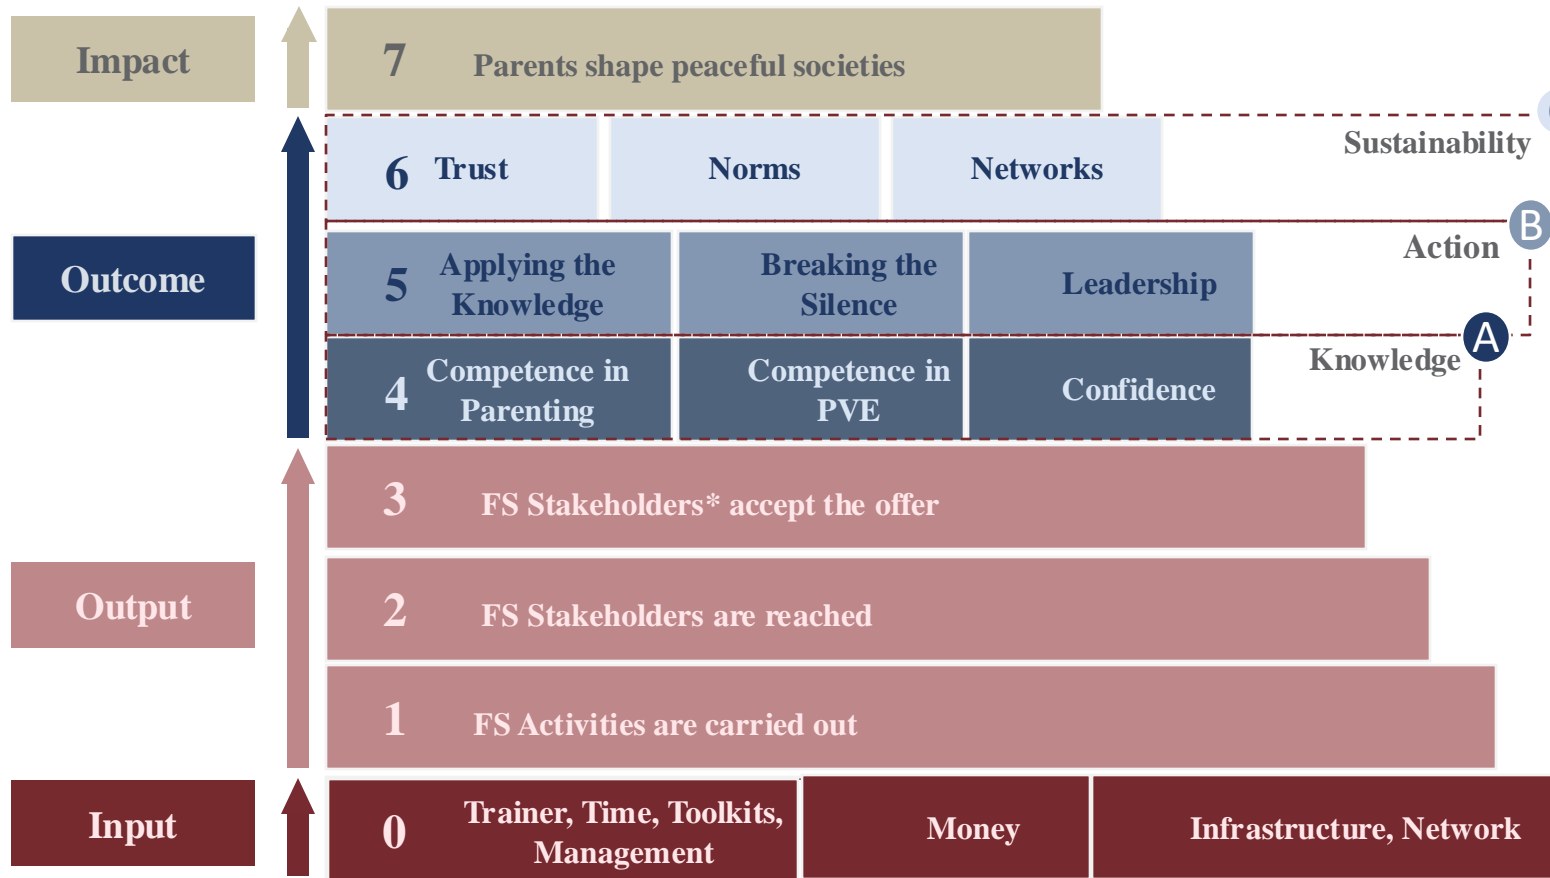 Impact
7 Parents shape peaceful societies
Sustainability
6 Trust
Norms
Networks
B
Action
Outcome
5 Applying the
Knowledge
Breaking the
Silence
Leadership
A
Knowledge
4 Competence in
Parenting
Competence in
PVE
Confidence
3 FS Stakeholders* accept the offer
Output
2 FS Stakeholders are reached
1 FS Activities are carried out
Input
0 Trainer, Time, Toolkits,
Management
Money
Infrastructure, Network